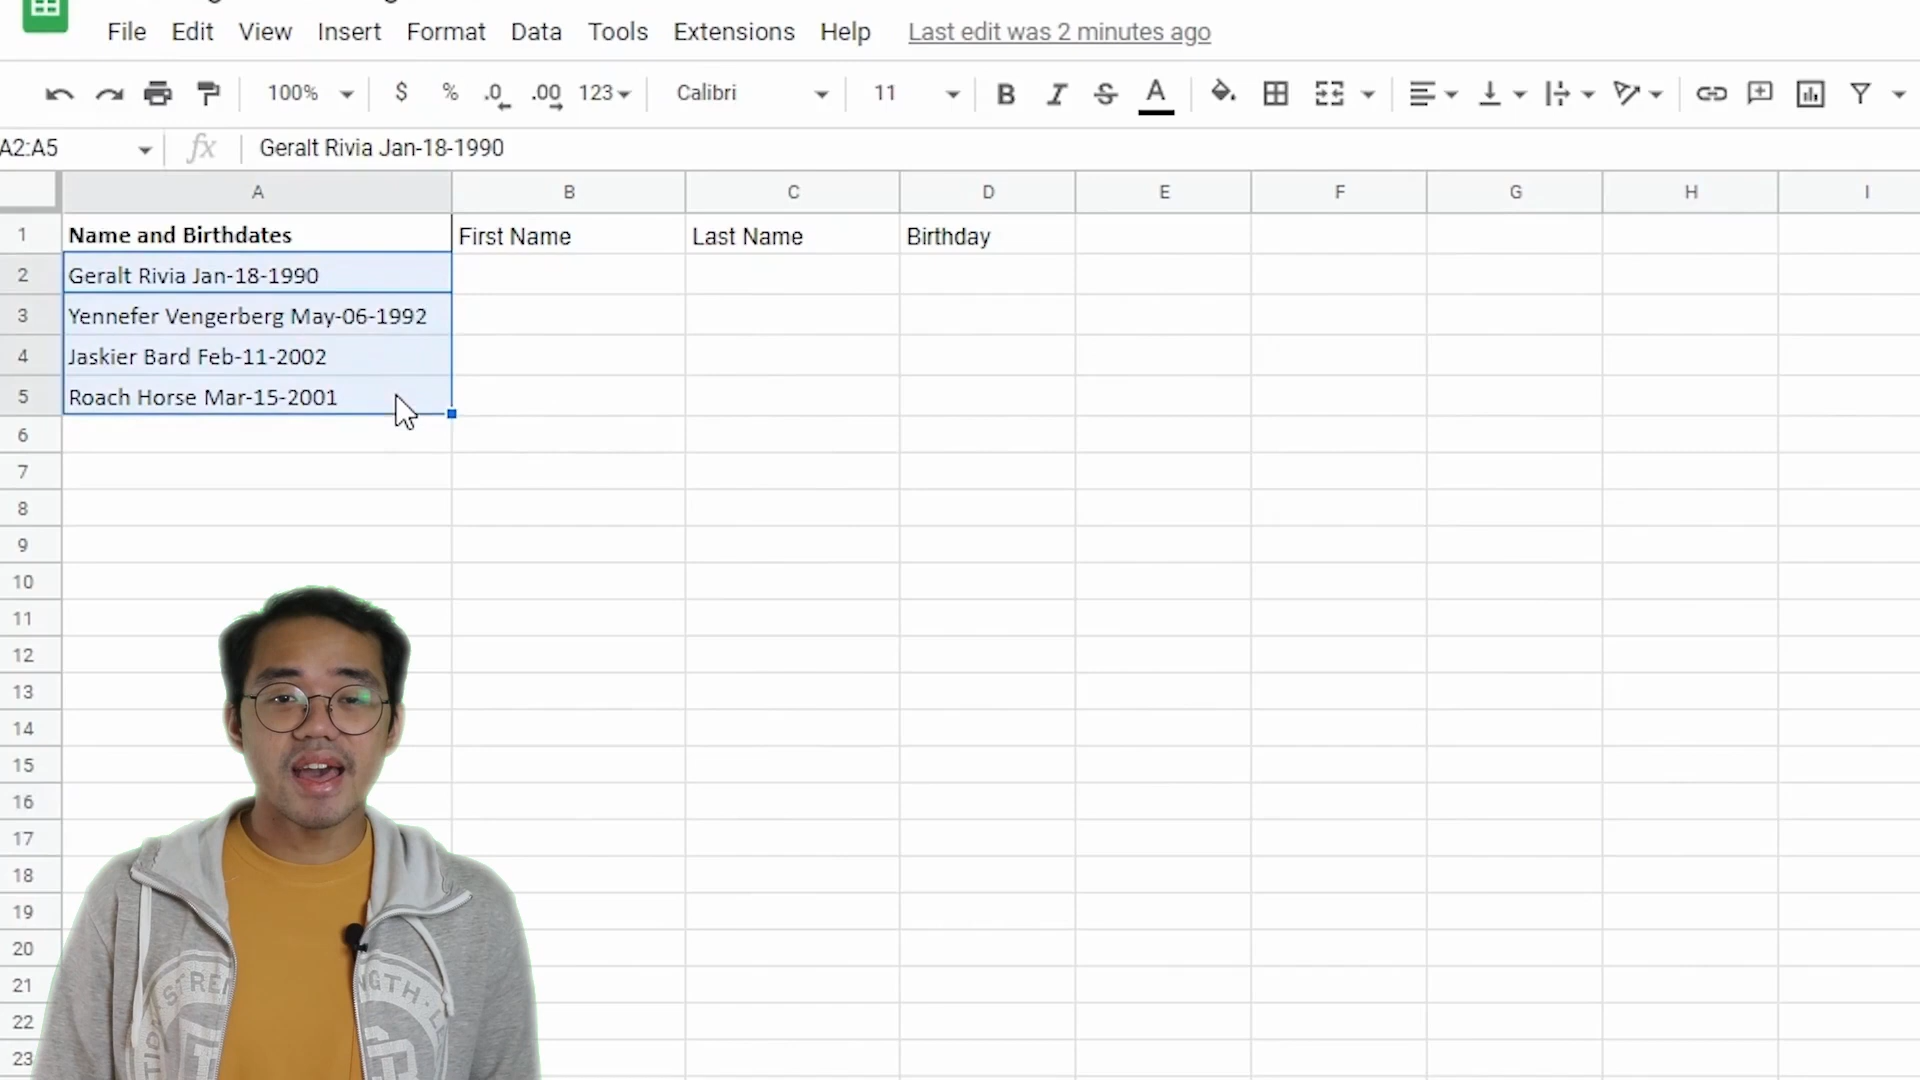 File Edit View Insert Format Data Tools Extensions Help Last edit was 2 minutes ago
100% $ % .0 .00 123 Calibri 11 B I S A
A2:A5 fx Geralt Rivia Jan-18-1990
A B C D E F G H I
1 Name and Birthdates First Name Last Name Birthday
2 Geralt Rivia Jan-18-1990
3 Yennefer Vengerberg May-06-1992
4 Jaskier Bard Feb-11-2002
5 Roach Horse Mar-15-2001
6
7
8
9
10
11
12
13
14
15
16
17
18
19
20
21
22
23